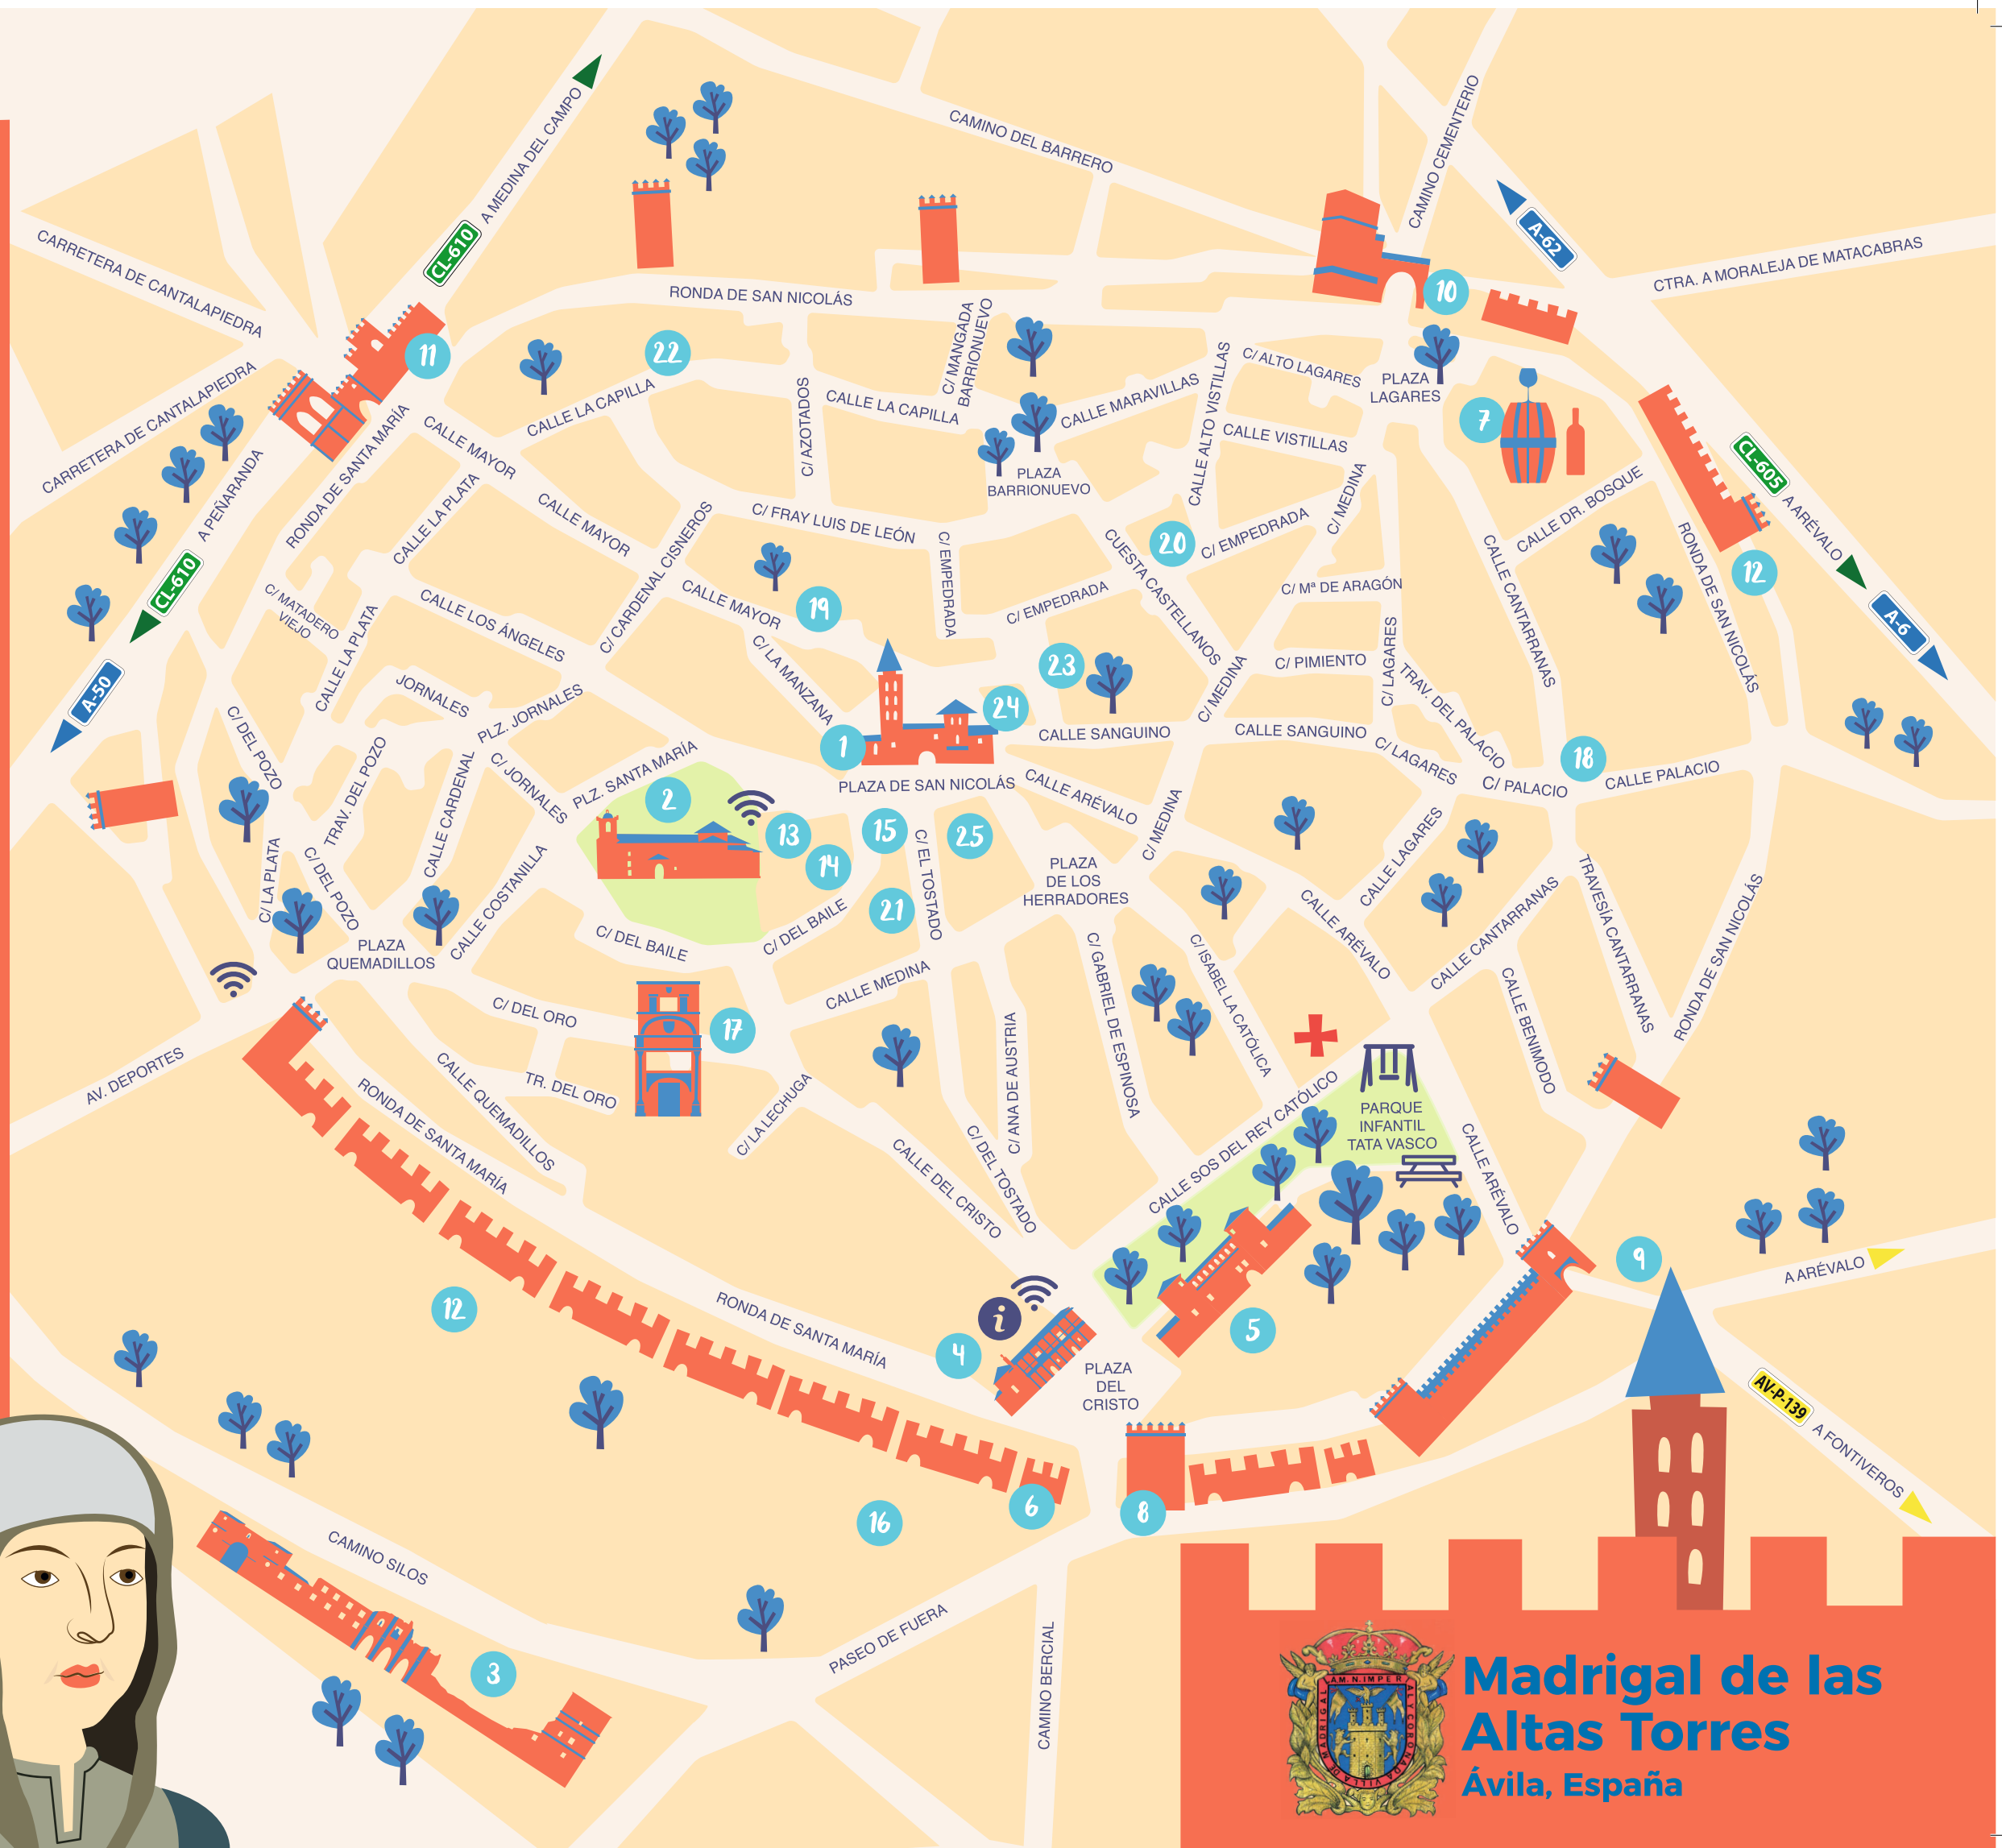 CAMINO DEL BARRERO
CAMINO CEMENTERIO
A MEDINA DEL CAMPO
CL-610
A-62
CTRA. A MORALEJA DE MATACABRAS
CARRETERA DE CANTALAPIEDRA
CARRETERA DE CANTALAPIEDRA
RONDA DE SAN NICOLÁS
10
11
22
C/ MANGADA
BARRIONUEVO
C/ ALTO LAGARES
PLAZA
LAGARES
7
CALLE LA CAPILLA
CALLE LA CAPILLA
C/ AZOTADOS
CALLE MARAVILLAS
CALLE ALTO VISTILLAS
CALLE VISTILLAS
PLAZA
BARRIONUEVO
CALLE MAYOR
CALLE MAYOR
CALLE MAYOR
RONDA DE SANTA MARÍA
A PEÑARANDA
CL-610
A-50
CALLE LA PLATA
CALLE LA PLATA
C/ LA PLATA
C/ MATADERO
VIEJO
CALLE LOS ÁNGELES
C/ CARDENAL CISNEROS
C/ FRAY LUIS DE LEÓN
C/ EMPEDRADA
C/ EMPEDRADA
C/ EMPEDRADA
20
CUESTA CASTELLANOS
C/ MEDINA
C/ MEDINA
C/ MEDINA
C/ Mª DE ARAGÓN
C/ PIMIENTO
C/ LAGARES
C/ LAGARES
CALLE LAGARES
TRAV. DEL PALACIO
CALLE CANTARRANAS
CALLE DR. BOSQUE
RONDA DE SAN NICOLÁS
CL-605
A ARÉVALO
A-6
12
19
23
24
1
C/ LA MANZANA
CALLE SANGUINO
CALLE SANGUINO
18
C/ PALACIO
CALLE PALACIO
PLAZA DE SAN NICOLÁS
CALLE ARÉVALO
JORNALES
PLZ. JORNALES
C/ JORNALES
PLZ. SANTA MARÍA
2
13
14
15
25
21
C/ DEL POZO
TRAV. DEL POZO
C/ DEL POZO
CALLE CARDENAL
CALLE COSTANILLA
PLAZA
QUEMADILLOS
C/ DEL BAILE
C/ DEL BAILE
C/ EL TOSTADO
PLAZA
DE LOS
HERRADORES
CALLE ARÉVALO
CALLE CANTARRANAS
TRAVESÍA CANTARRANAS
RONDA DE SAN NICOLÁS
CALLE BENIMODO
C/ GABRIEL DE ESPINOSA
C/ ISABEL LA CATÓLICA
CALLE MEDINA
17
C/ DEL ORO
TR. DEL ORO
CALLE QUEMADILLOS
AV. DEPORTES
RONDA DE SANTA MARÍA
C/ LA LECHUGA
C/ ANA DE AUSTRIA
C/ DEL TOSTADO
CALLE DEL CRISTO
CALLE SOS DEL REY CATÓLICO
PARQUE
INFANTIL
TATA VASCO
CALLE ARÉVALO
9
A ARÉVALO
5
i
4
PLAZA
DEL
CRISTO
12
RONDA DE SANTA MARÍA
AV-P-139
A FONTIVEROS
6
8
16
CAMINO SILOS
3
PASEO DE FUERA
CAMINO BERCIAL
AM.N.IMPER
MADRIGAL
ALYCORONADA VILLA DE
Madrigal de las
Altas Torres
Ávila, España